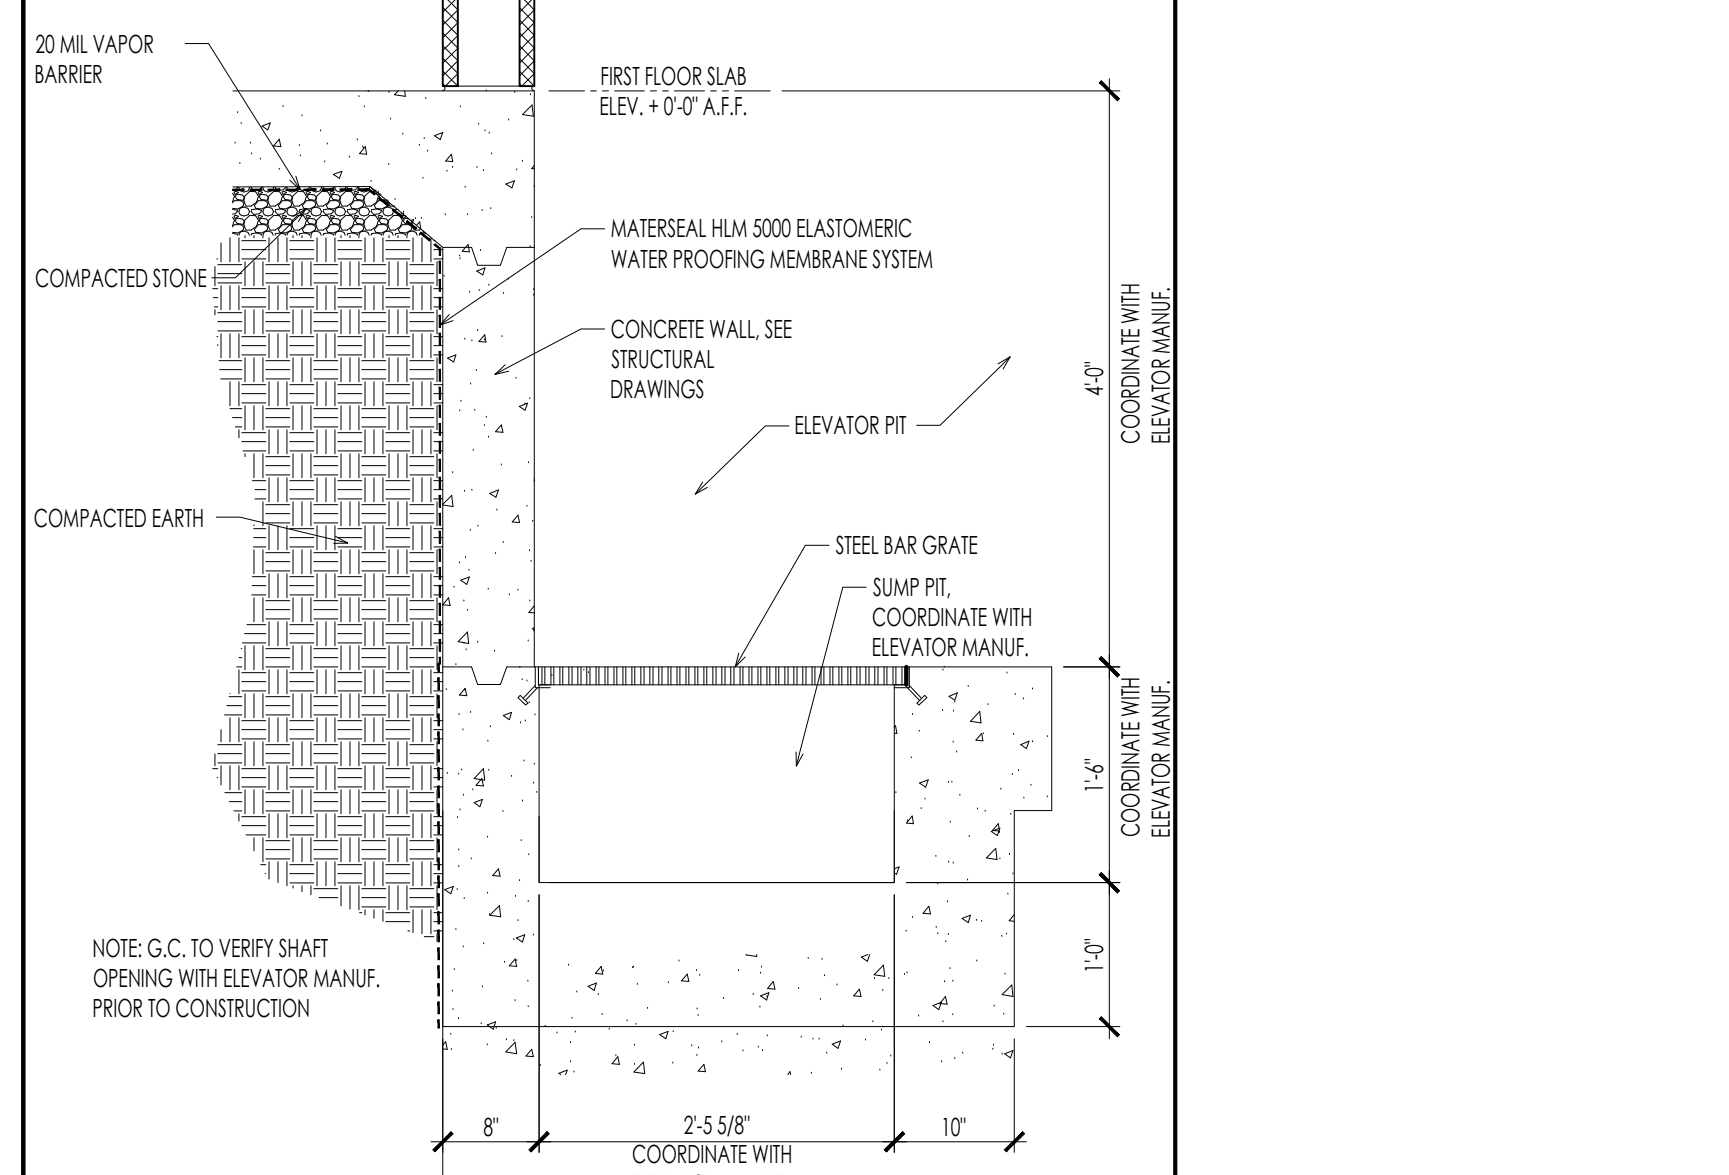 20 MIL VAPOR
BARRIER
FIRST FLOOR SLAB
ELEV. + 0'-0" A.F.F.
MATERSEAL HLM 5000 ELASTOMERIC
WATER PROOFING MEMBRANE SYSTEM
COMPACTED STONE
CONCRETE WALL, SEE
STRUCTURAL
DRAWINGS
4'-0"
COORDINATE WITH
ELEVATOR MANUF.
ELEVATOR PIT
COMPACTED EARTH
STEEL BAR GRATE
SUMP PIT,
COORDINATE WITH
ELEVATOR MANUF.
1'-6"
COORDINATE WITH
ELEVATOR MANUF.
1'-0"
NOTE: G.C. TO VERIFY SHAFT
OPENING WITH ELEVATOR MANUF.
PRIOR TO CONSTRUCTION
8"
2'-5 5/8"
10"
COORDINATE WITH